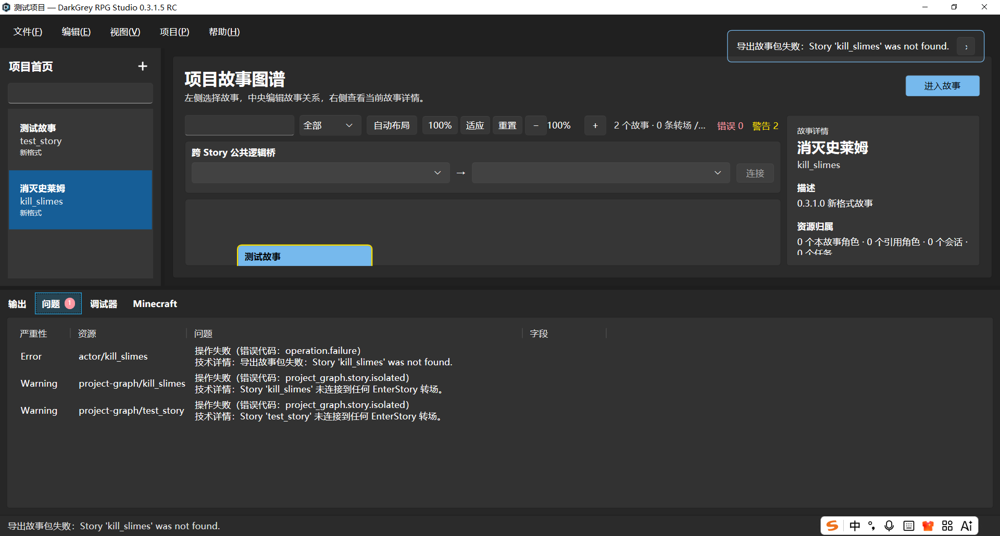 测试项目 — DarkGrey RPG Studio 0.3.1.5 RC
文件(F) 编辑(E) 视图(V) 项目(P) 帮助(H)
导出故事包失败：Story 'kill_slimes' was not found.
项目首页
测试故事
test_story
新格式
消灭史莱姆
kill_slimes
新格式
项目故事图谱
左侧选择故事，中央编辑故事关系，右侧查看当前故事详情。
进入故事
全部 自动布局 100% 适应 重置 − 100% + 2 个故事 · 0 条转场 /... 错误 0 警告 2
跨 Story 公共逻辑桥
→ 连接
测试故事
故事详情
消灭史莱姆
kill_slimes
描述
0.3.1.0 新格式故事
资源归属
0 个本故事角色 · 0 个引用角色 · 0 个会话 ·
0 个任务
输出 问题 1 调试器 Minecraft
严重性 资源 问题 字段
Error actor/kill_slimes 操作失败（错误代码：operation.failure）
技术详情：导出故事包失败：Story 'kill_slimes' was not found.
Warning project-graph/kill_slimes 操作失败（错误代码：project_graph.story.isolated）
技术详情：Story 'kill_slimes' 未连接到任何 EnterStory 转场。
Warning project-graph/test_story 操作失败（错误代码：project_graph.story.isolated）
技术详情：Story 'test_story' 未连接到任何 EnterStory 转场。
导出故事包失败：Story 'kill_slimes' was not found.
中